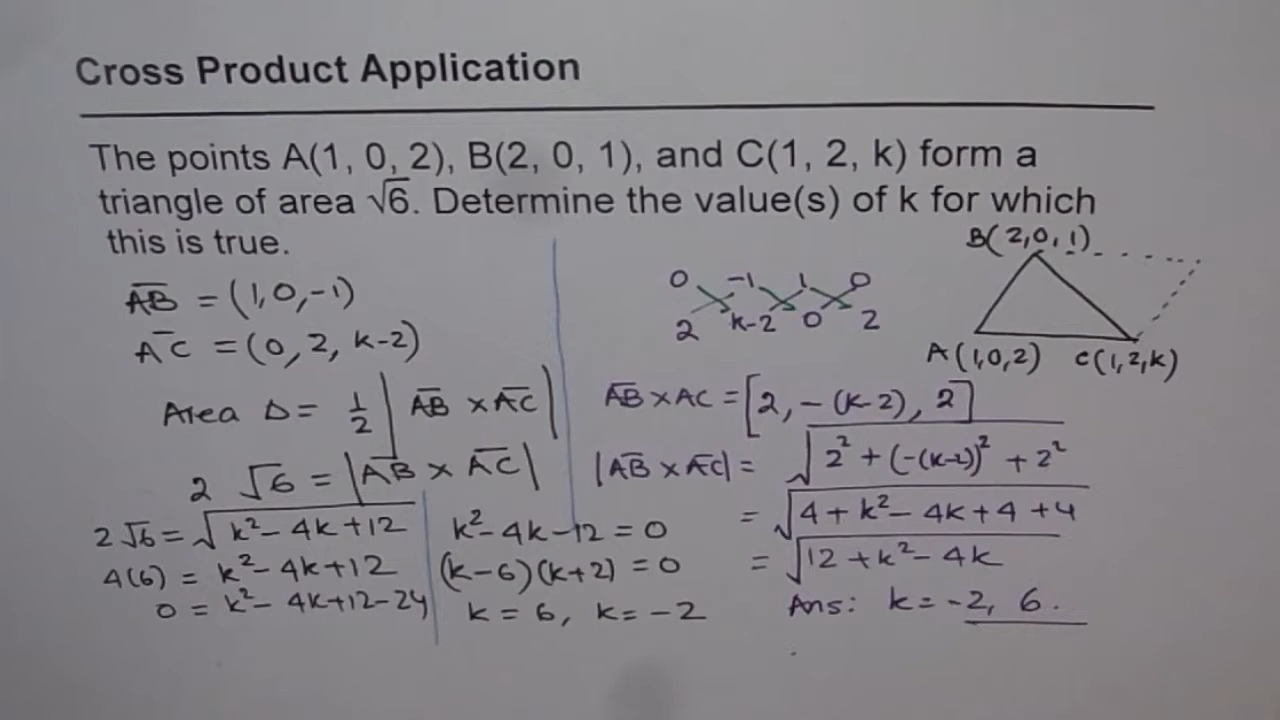 Cross Product Application
The points A(1, 0, 2), B(2, 0, 1), and C(1, 2, k) form a
triangle of area √6. Determine the value(s) of k for which
this is true.
B(2,0,1)
A(1,0,2) C(1,2,k)
AB = (1,0,-1)
AC = (0, 2, k-2)
Area Δ = 1/2 |AB × AC|
2 √6 = |AB × AC|
2√6 = √k² - 4k + 12
4(6) = k² - 4k + 12
0 = k² - 4k + 12 - 24
k² - 4k - 12 = 0
(k-6)(k+2) = 0
k = 6, k = -2
0 -1 1 0
2 k-2 0 2
AB × AC = [2, -(k-2), 2]
|AB × AC| = √2² + (-(k-2))² + 2²
= √4 + k² - 4k + 4 + 4
= √12 + k² - 4k
Ans: k = -2, 6.